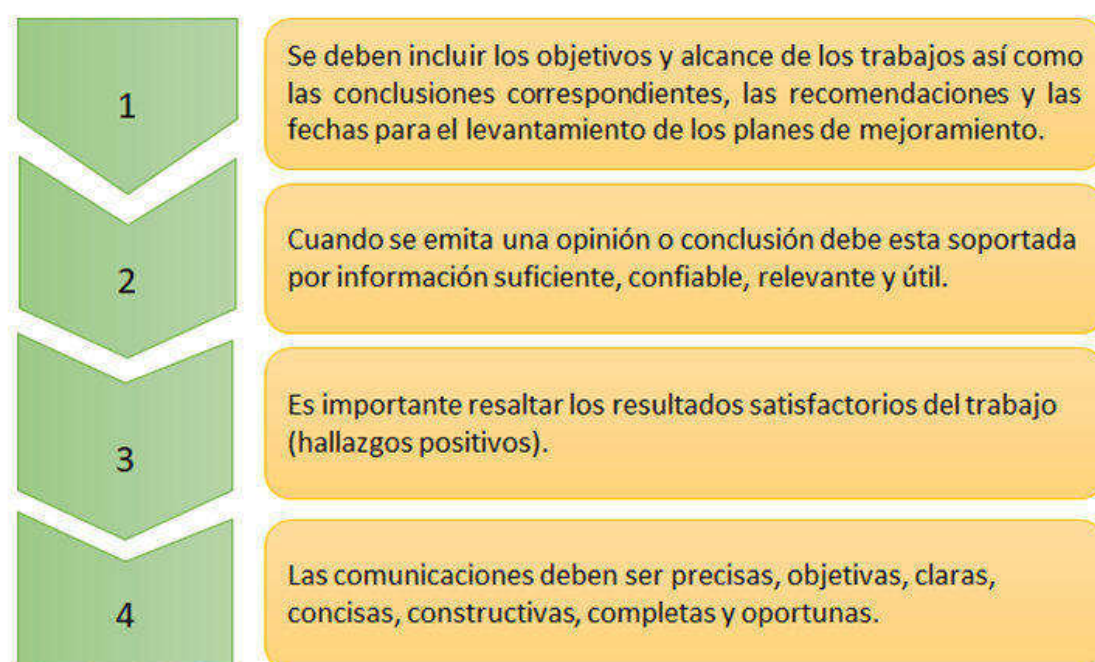 1
Se deben incluir los objetivos y alcance de los trabajos así como
las conclusiones correspondientes, las recomendaciones y las
fechas para el levantamiento de los planes de mejoramiento.
2
Cuando se emita una opinión o conclusión debe esta soportada
por información suficiente, confiable, relevante y útil.
3
Es importante resaltar los resultados satisfactorios del trabajo
(hallazgos positivos).
4
Las comunicaciones deben ser precisas, objetivas, claras,
concisas, constructivas, completas y oportunas.